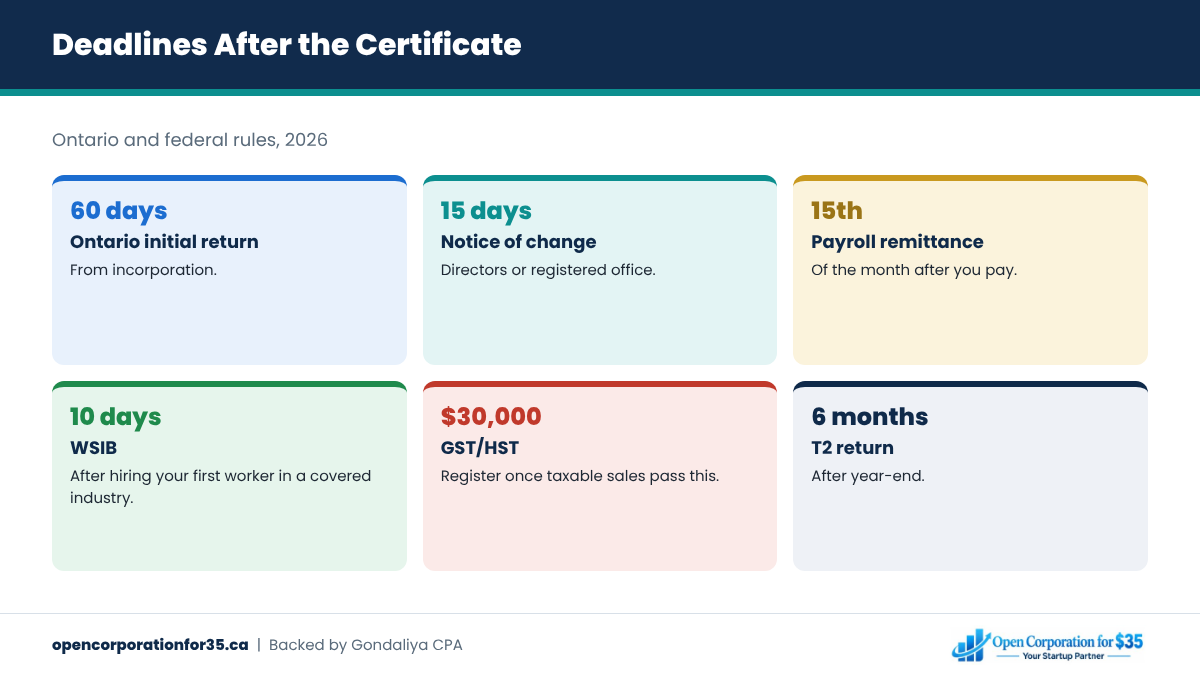 Deadlines After the Certificate
Ontario and federal rules, 2026
60 days
Ontario initial return
From incorporation.
15 days
Notice of change
Directors or registered office.
15th
Payroll remittance
Of the month after you pay.
10 days
WSIB
After hiring your first worker in a covered
industry.
$30,000
GST/HST
Register once taxable sales pass this.
6 months
T2 return
After year-end.
opencorporationfor35.ca | Backed by Gondaliya CPA
Open Corporation for $35
Your Startup Partner